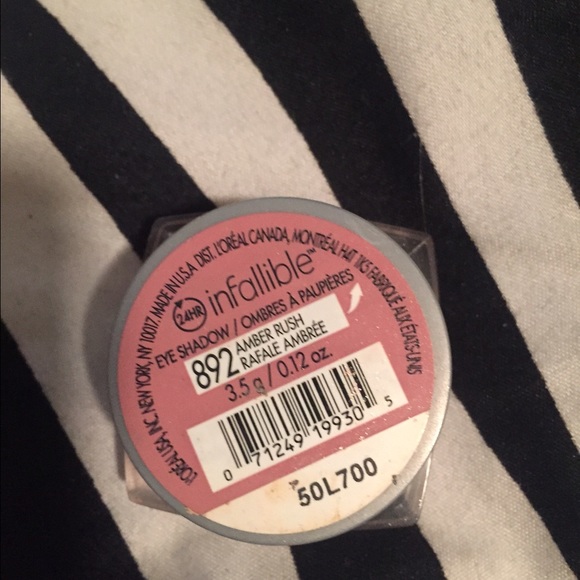 L'ORÉAL USA, INC. NEW YORK, NY 10017. MADE IN U.S.A. DIST. L'ORÉAL CANADA, MONTRÉAL H4T 1K5 FABRIQUÉ AUX ÉTATS-UNIS
24HR
infallible™
EYE SHADOW / OMBRES À PAUPIÈRES
892 AMBER RUSH
RAFALE AMBRÉE
3.5 g / 0.12 oz.
0 71249 19930 5
50L700